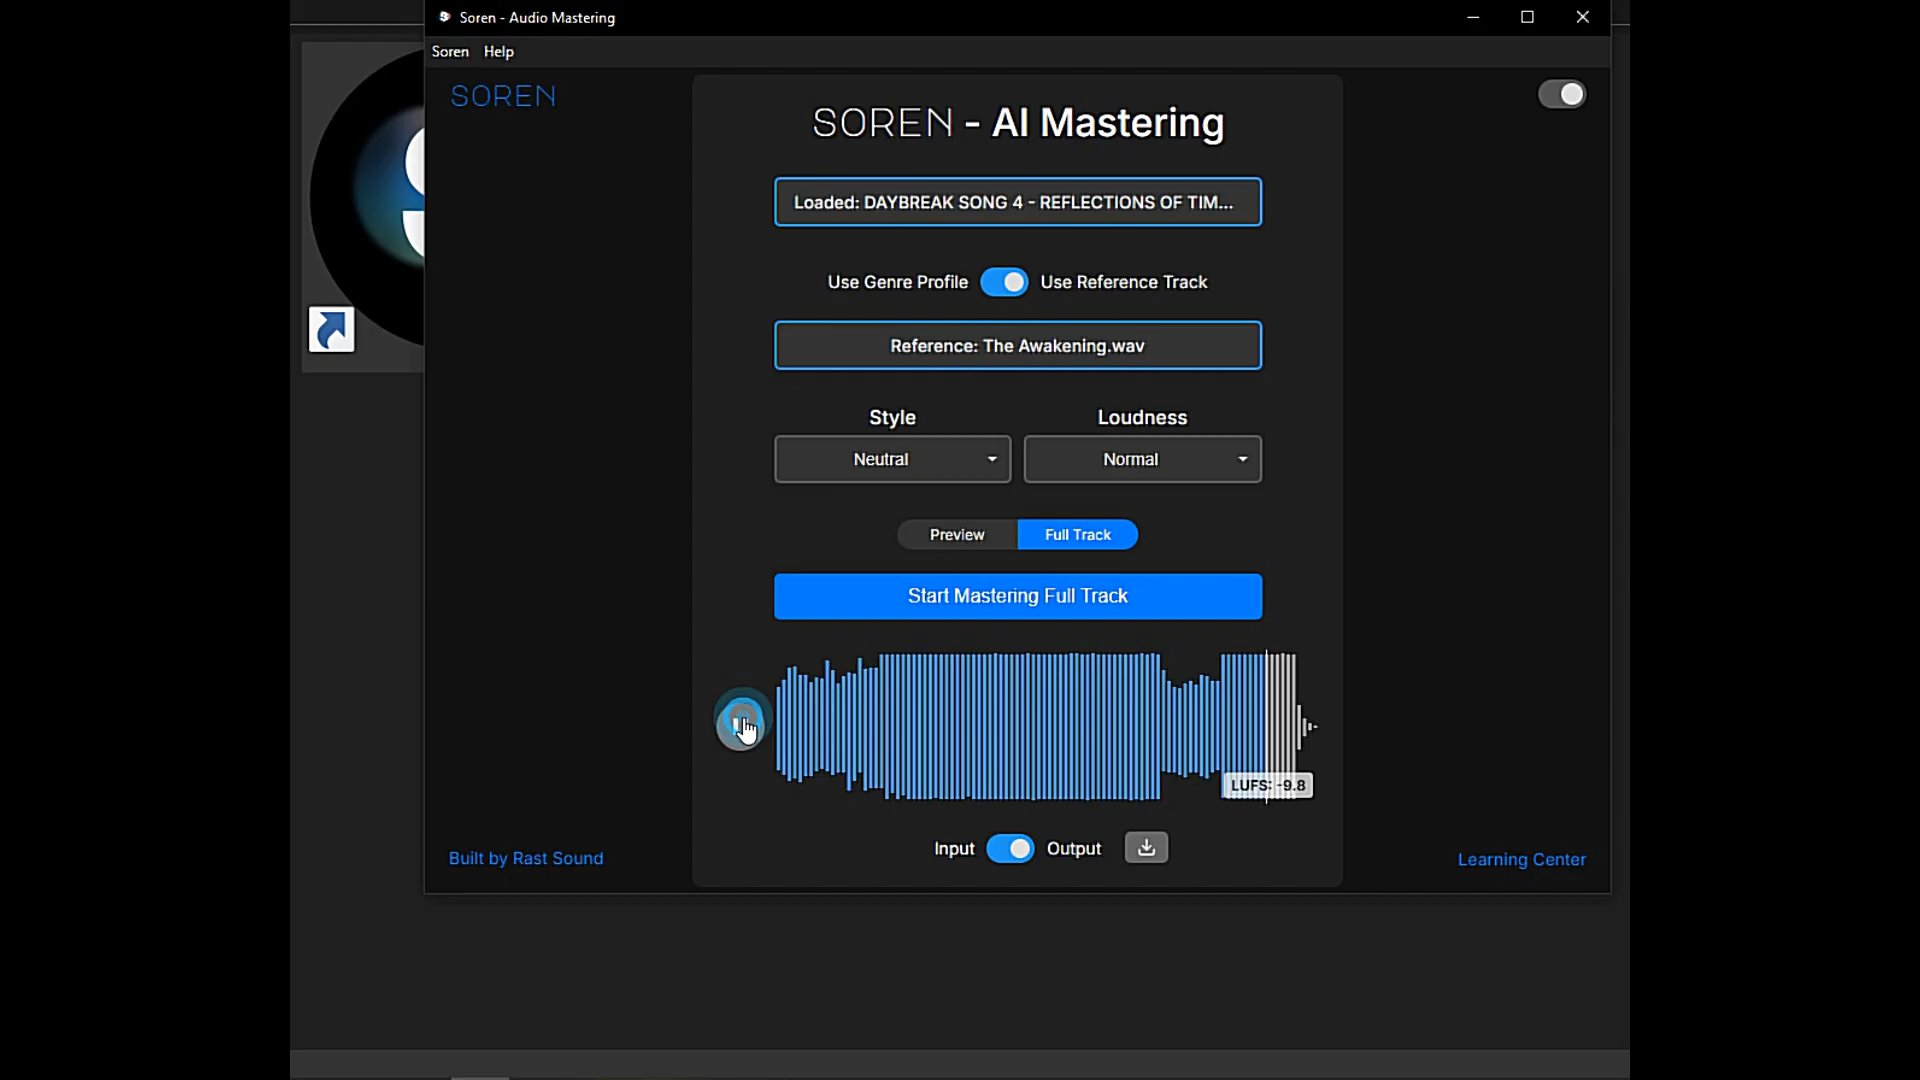 Soren - Audio Mastering
Soren Help
SOREN
SOREN - AI Mastering
Loaded: DAYBREAK SONG 4 - REFLECTIONS OF TIM...
Use Genre Profile Use Reference Track
Reference: The Awakening.wav
Style Loudness
Neutral Normal
Preview Full Track
Start Mastering Full Track
LUFS: -9.8
Input Output
Built by Rast Sound Learning Center